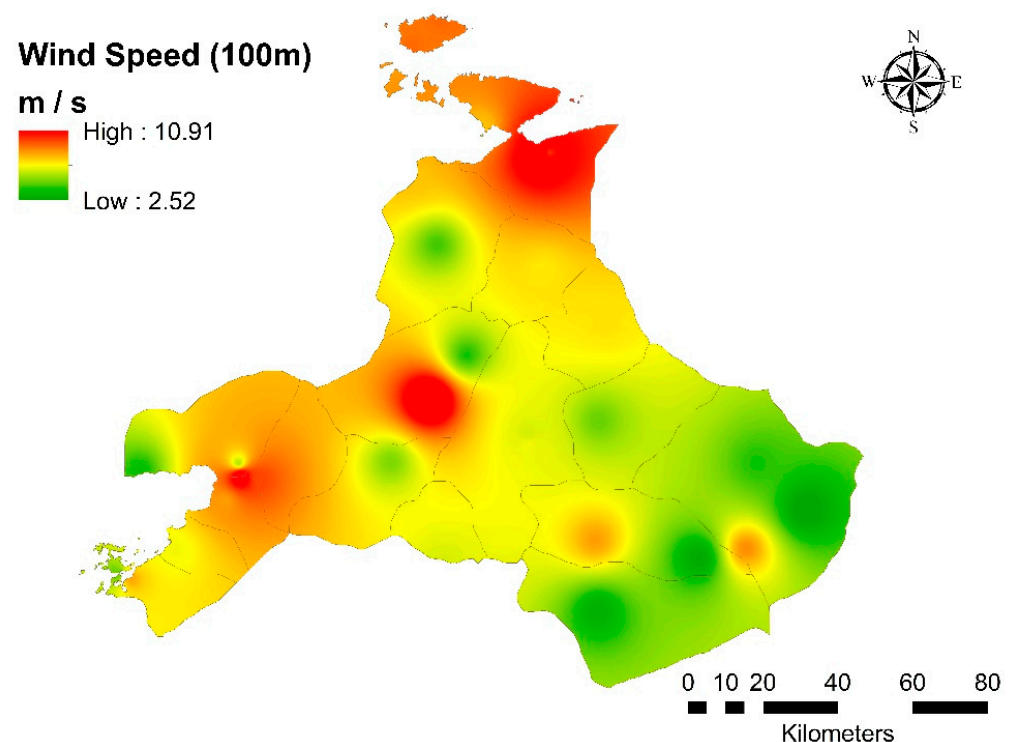 Wind Speed (100m)
m / s
High : 10.91
Low : 2.52
N
W E
S
0 10 20 40 60 80
Kilometers